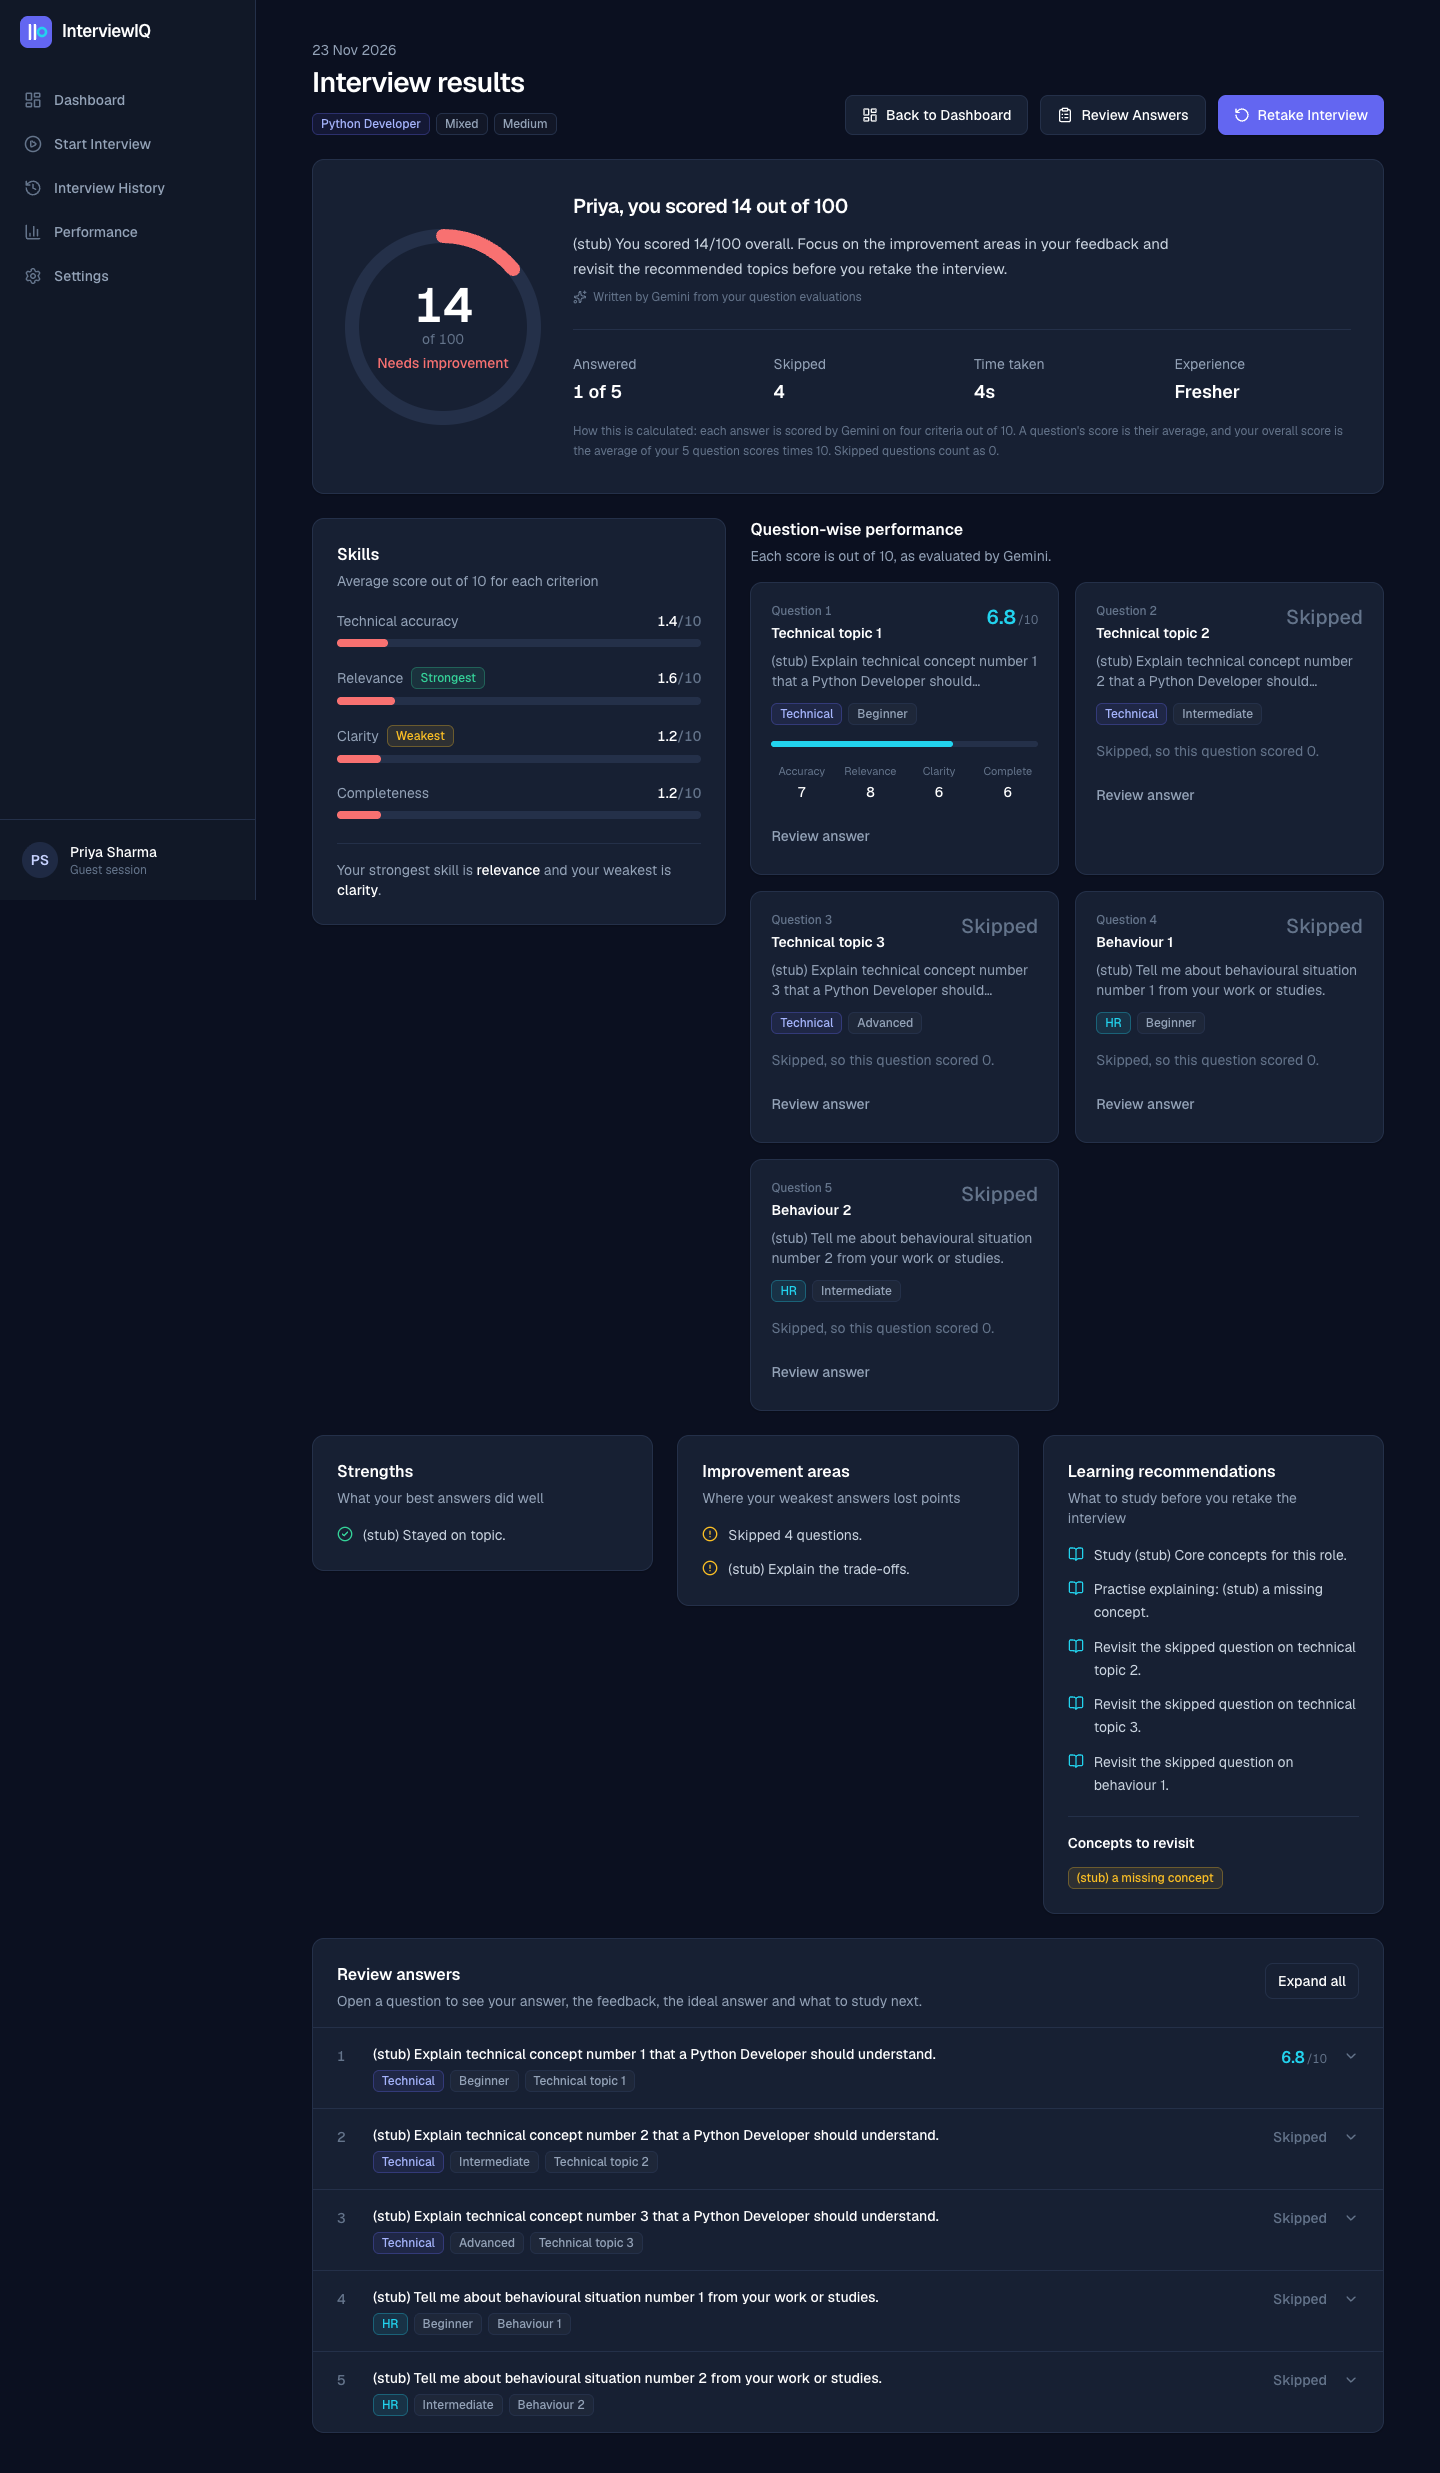 InterviewIQ
Dashboard
Start Interview
Interview History
Performance
Settings
PS
Priya Sharma
Guest session
23 Nov 2026
Interview results
Python Developer
Mixed
Medium
Back to Dashboard
Review Answers
Retake Interview
14
of 100
Needs improvement
Priya, you scored 14 out of 100
(stub) You scored 14/100 overall. Focus on the improvement areas in your feedback and
revisit the recommended topics before you retake the interview.
Written by Gemini from your question evaluations
Answered
1 of 5
Skipped
4
Time taken
4s
Experience
Fresher
How this is calculated: each answer is scored by Gemini on four criteria out of 10. A question's score is their average, and your overall score is
the average of your 5 question scores times 10. Skipped questions count as 0.
Skills
Average score out of 10 for each criterion
Technical accuracy
1.4/10
Relevance
Strongest
1.6/10
Clarity
Weakest
1.2/10
Completeness
1.2/10
Your strongest skill is relevance and your weakest is
clarity.
Question-wise performance
Each score is out of 10, as evaluated by Gemini.
Question 1
Technical topic 1
6.8/10
(stub) Explain technical concept number 1
that a Python Developer should…
Technical
Beginner
Accuracy
7
Relevance
8
Clarity
6
Complete
6
Review answer
Question 2
Technical topic 2
Skipped
(stub) Explain technical concept number
2 that a Python Developer should…
Technical
Intermediate
Skipped, so this question scored 0.
Review answer
Question 3
Technical topic 3
Skipped
(stub) Explain technical concept number
3 that a Python Developer should…
Technical
Advanced
Skipped, so this question scored 0.
Review answer
Question 4
Behaviour 1
Skipped
(stub) Tell me about behavioural situation
number 1 from your work or studies.
HR
Beginner
Skipped, so this question scored 0.
Review answer
Question 5
Behaviour 2
Skipped
(stub) Tell me about behavioural situation
number 2 from your work or studies.
HR
Intermediate
Skipped, so this question scored 0.
Review answer
Strengths
What your best answers did well
(stub) Stayed on topic.
Improvement areas
Where your weakest answers lost points
Skipped 4 questions.
(stub) Explain the trade-offs.
Learning recommendations
What to study before you retake the
interview
Study (stub) Core concepts for this role.
Practise explaining: (stub) a missing
concept.
Revisit the skipped question on technical
topic 2.
Revisit the skipped question on technical
topic 3.
Revisit the skipped question on
behaviour 1.
Concepts to revisit
(stub) a missing concept
Review answers
Open a question to see your answer, the feedback, the ideal answer and what to study next.
Expand all
1
(stub) Explain technical concept number 1 that a Python Developer should understand.
Technical
Beginner
Technical topic 1
6.8/10
2
(stub) Explain technical concept number 2 that a Python Developer should understand.
Technical
Intermediate
Technical topic 2
Skipped
3
(stub) Explain technical concept number 3 that a Python Developer should understand.
Technical
Advanced
Technical topic 3
Skipped
4
(stub) Tell me about behavioural situation number 1 from your work or studies.
HR
Beginner
Behaviour 1
Skipped
5
(stub) Tell me about behavioural situation number 2 from your work or studies.
HR
Intermediate
Behaviour 2
Skipped